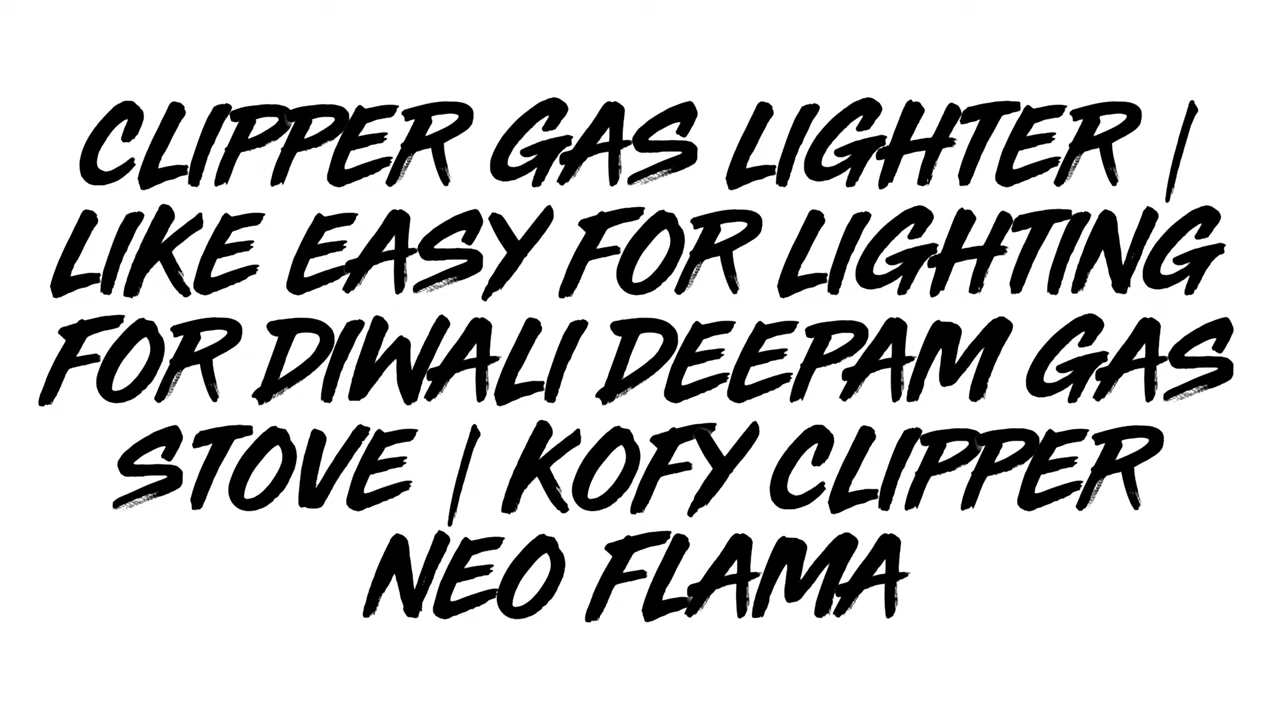 CLIPPER GAS LIGHTER |
LIKE EASY FOR LIGHTING
FOR DIWALI DEEPAM GAS
STOVE | KOFY CLIPPER
NEO FLAMA